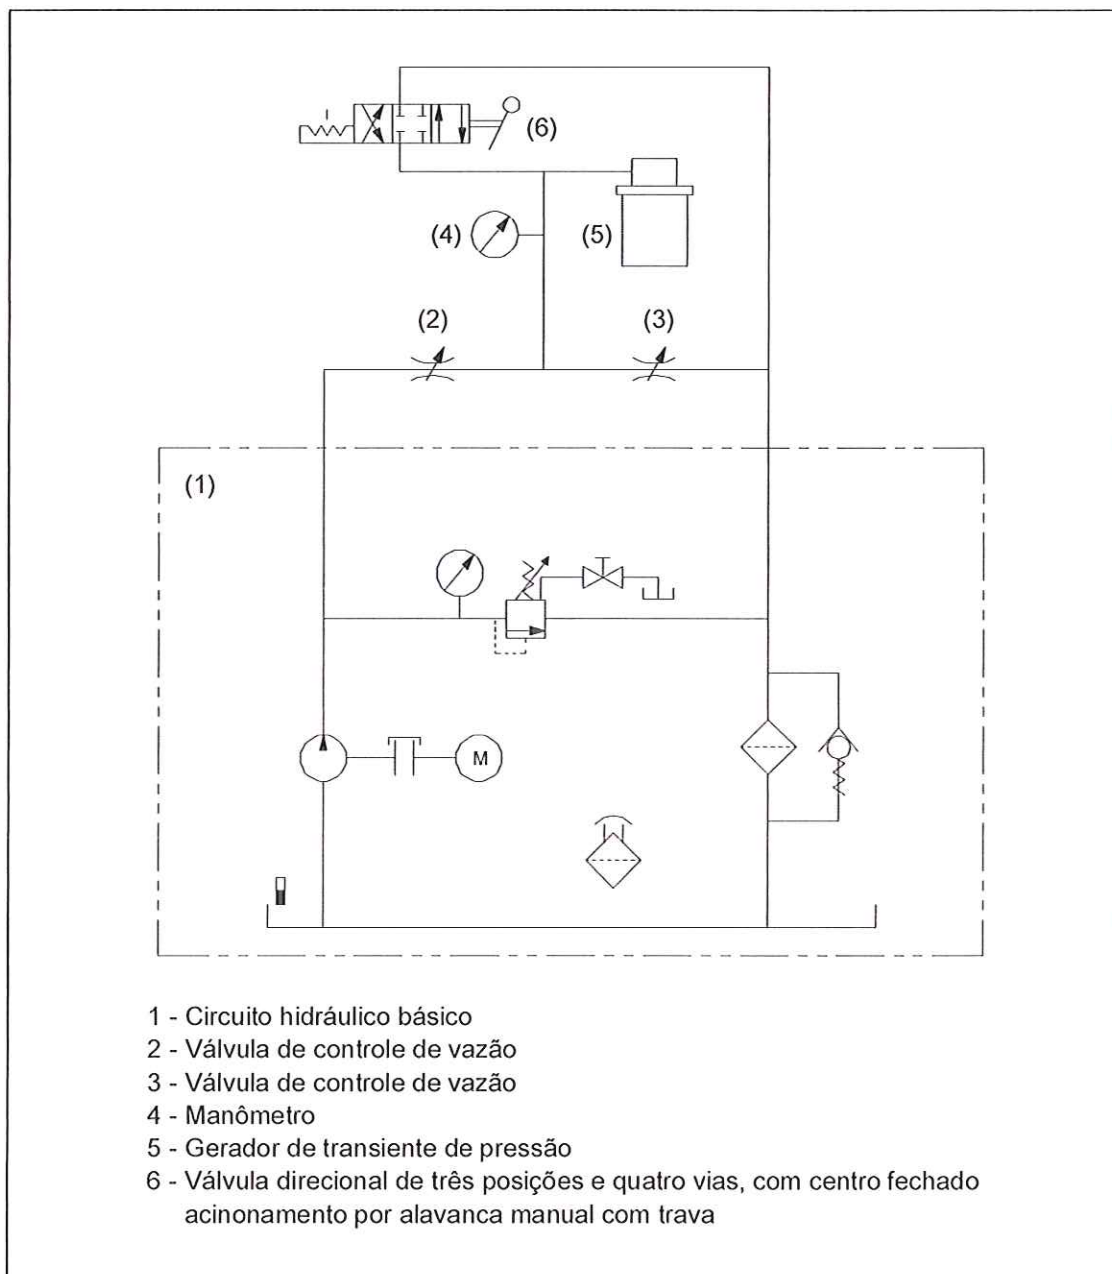 (6)
(4)
(5)
(2)
(3)
(1)
M
1 - Circuito hidráulico básico
2 - Válvula de controle de vazão
3 - Válvula de controle de vazão
4 - Manômetro
5 - Gerador de transiente de pressão
6 - Válvula direcional de três posições e quatro vias, com centro fechado
acinonamento por alavanca manual com trava